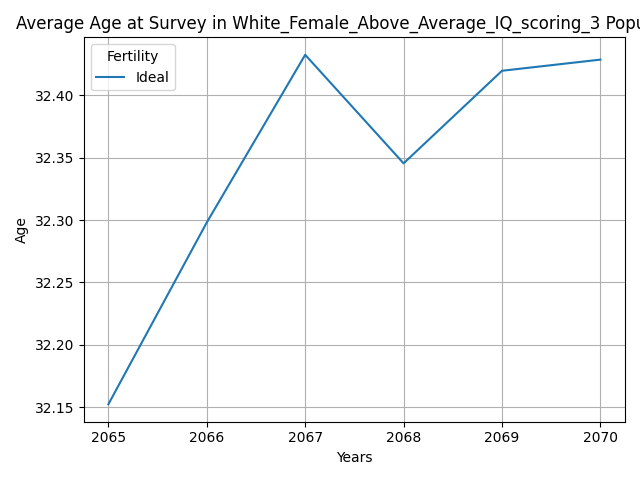 Average Age at Survey in White_Female_Above_Average_IQ_scoring_3 Popu
Fertility
Ideal
32.40
32.35
32.30
32.25
32.20
32.15
Age
2065 2066 2067 2068 2069 2070
Years